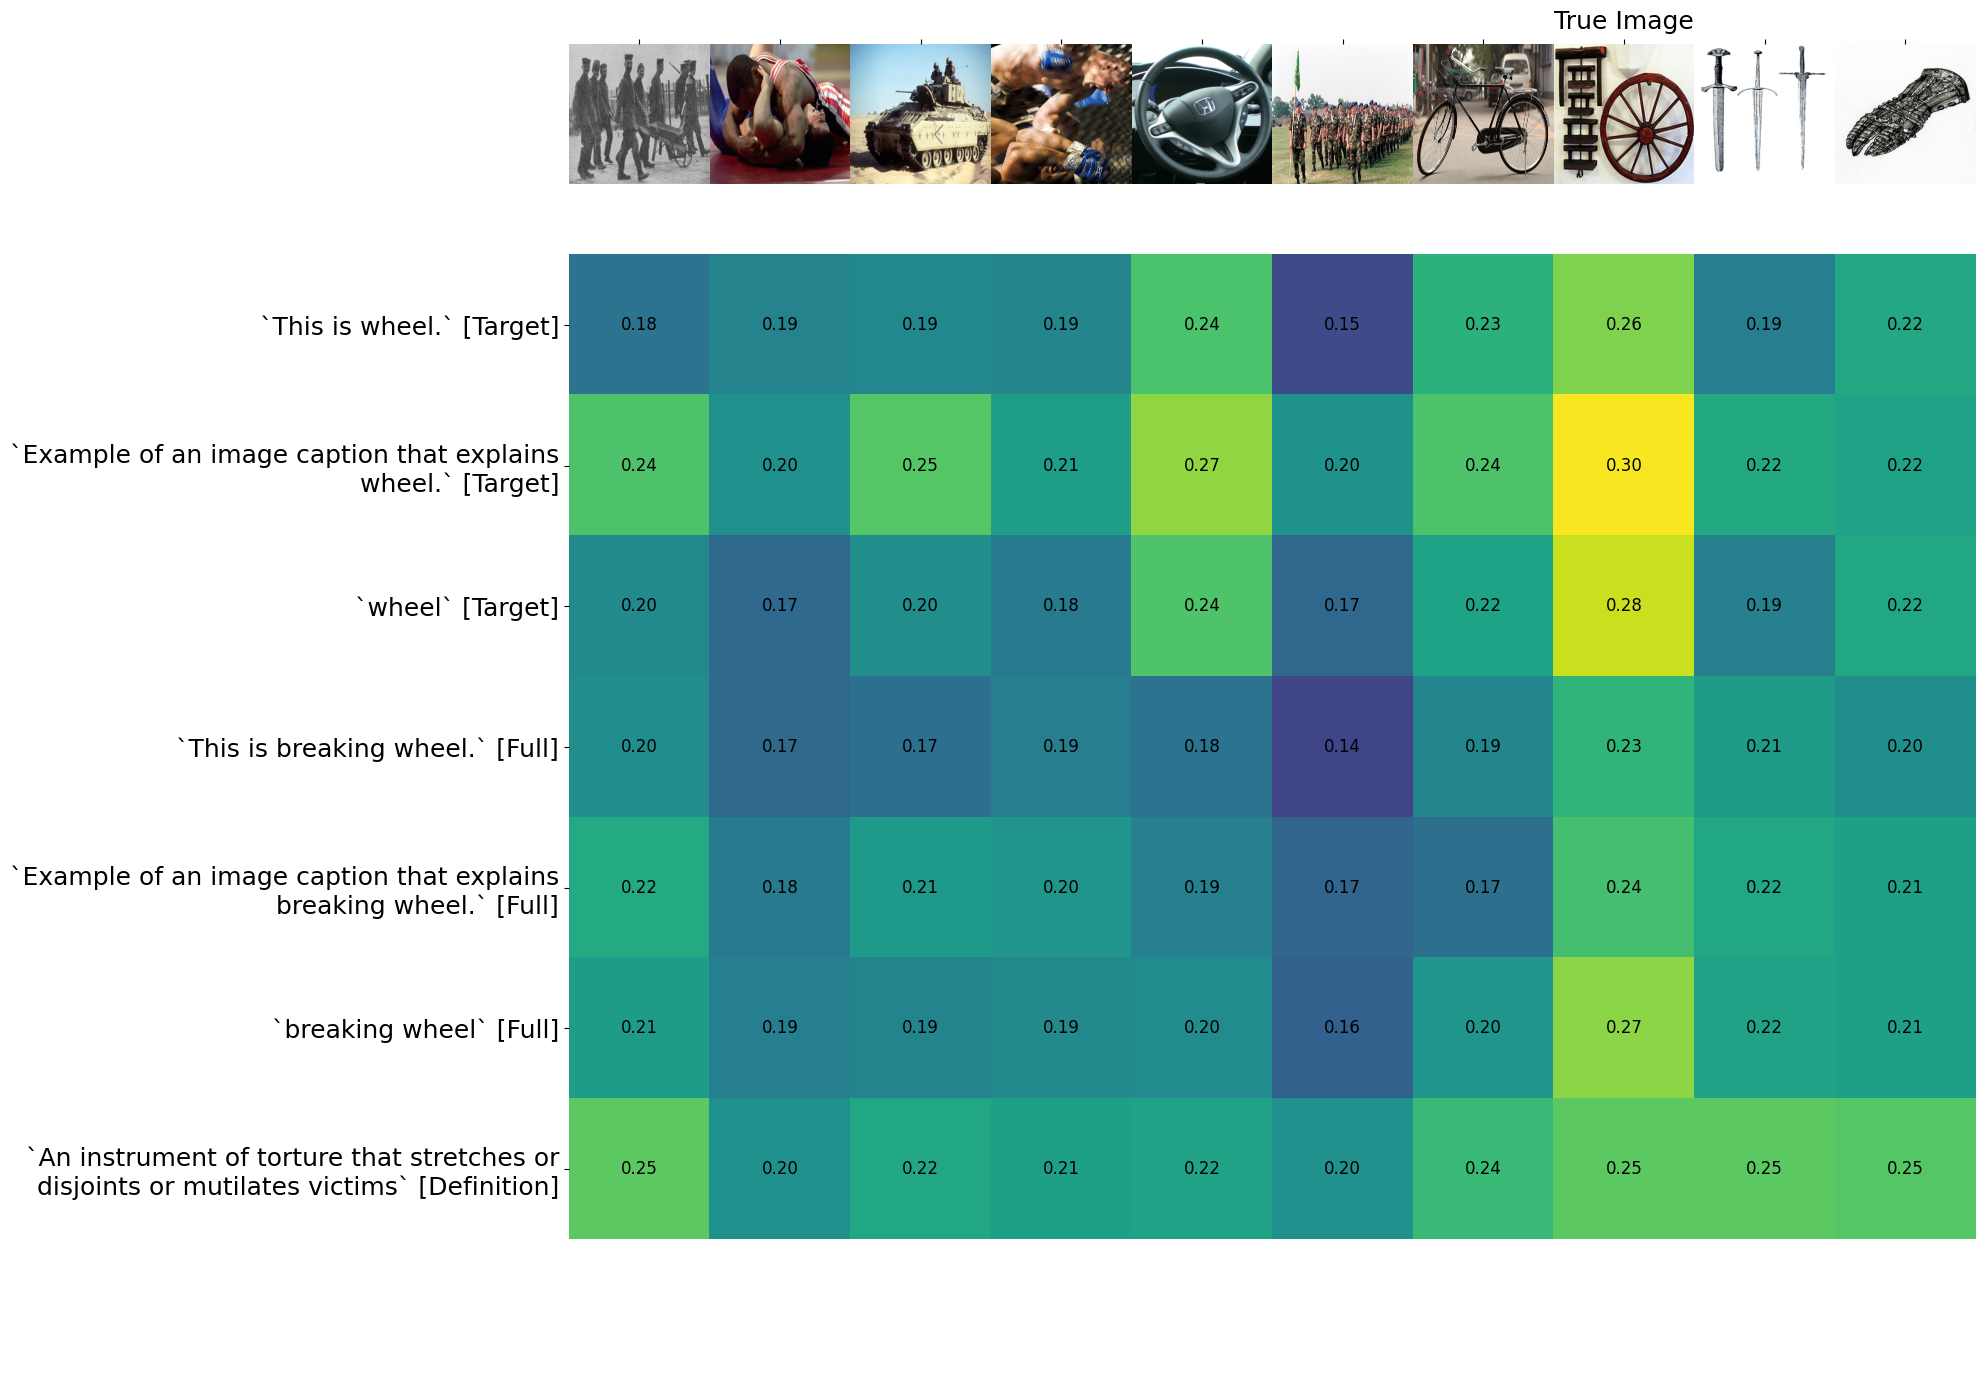 True Image
`This is wheel.` [Target]
0.18 0.19 0.19 0.19 0.24 0.15 0.23 0.26 0.19 0.22
`Example of an image caption that explains
wheel.` [Target]
0.24 0.20 0.25 0.21 0.27 0.20 0.24 0.30 0.22 0.22
`wheel` [Target]
0.20 0.17 0.20 0.18 0.24 0.17 0.22 0.28 0.19 0.22
`This is breaking wheel.` [Full]
0.20 0.17 0.17 0.19 0.18 0.14 0.19 0.23 0.21 0.20
`Example of an image caption that explains
breaking wheel.` [Full]
0.22 0.18 0.21 0.20 0.19 0.17 0.17 0.24 0.22 0.21
`breaking wheel` [Full]
0.21 0.19 0.19 0.19 0.20 0.16 0.20 0.27 0.22 0.21
`An instrument of torture that stretches or
disjoints or mutilates victims` [Definition]
0.25 0.20 0.22 0.21 0.22 0.20 0.24 0.25 0.25 0.25